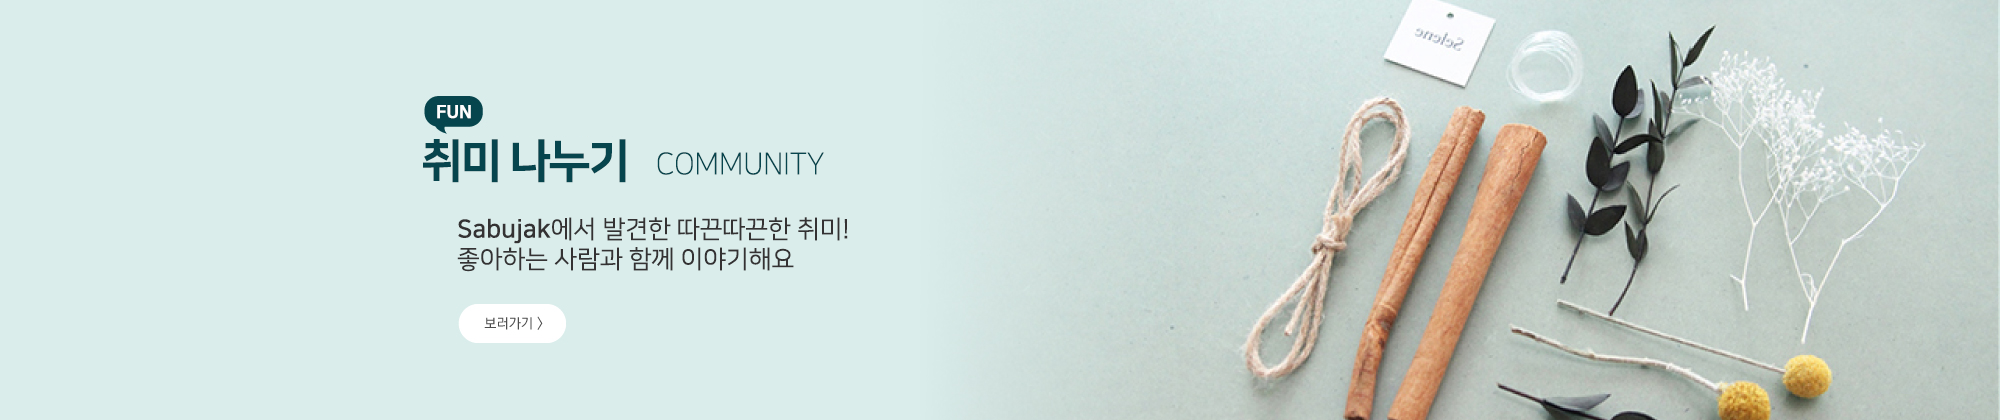 FUN
취미 나누기 COMMUNITY
Sabujak에서 발견한 따끈따끈한 취미!
좋아하는 사람과 함께 이야기해요
보러가기 〉
Selene